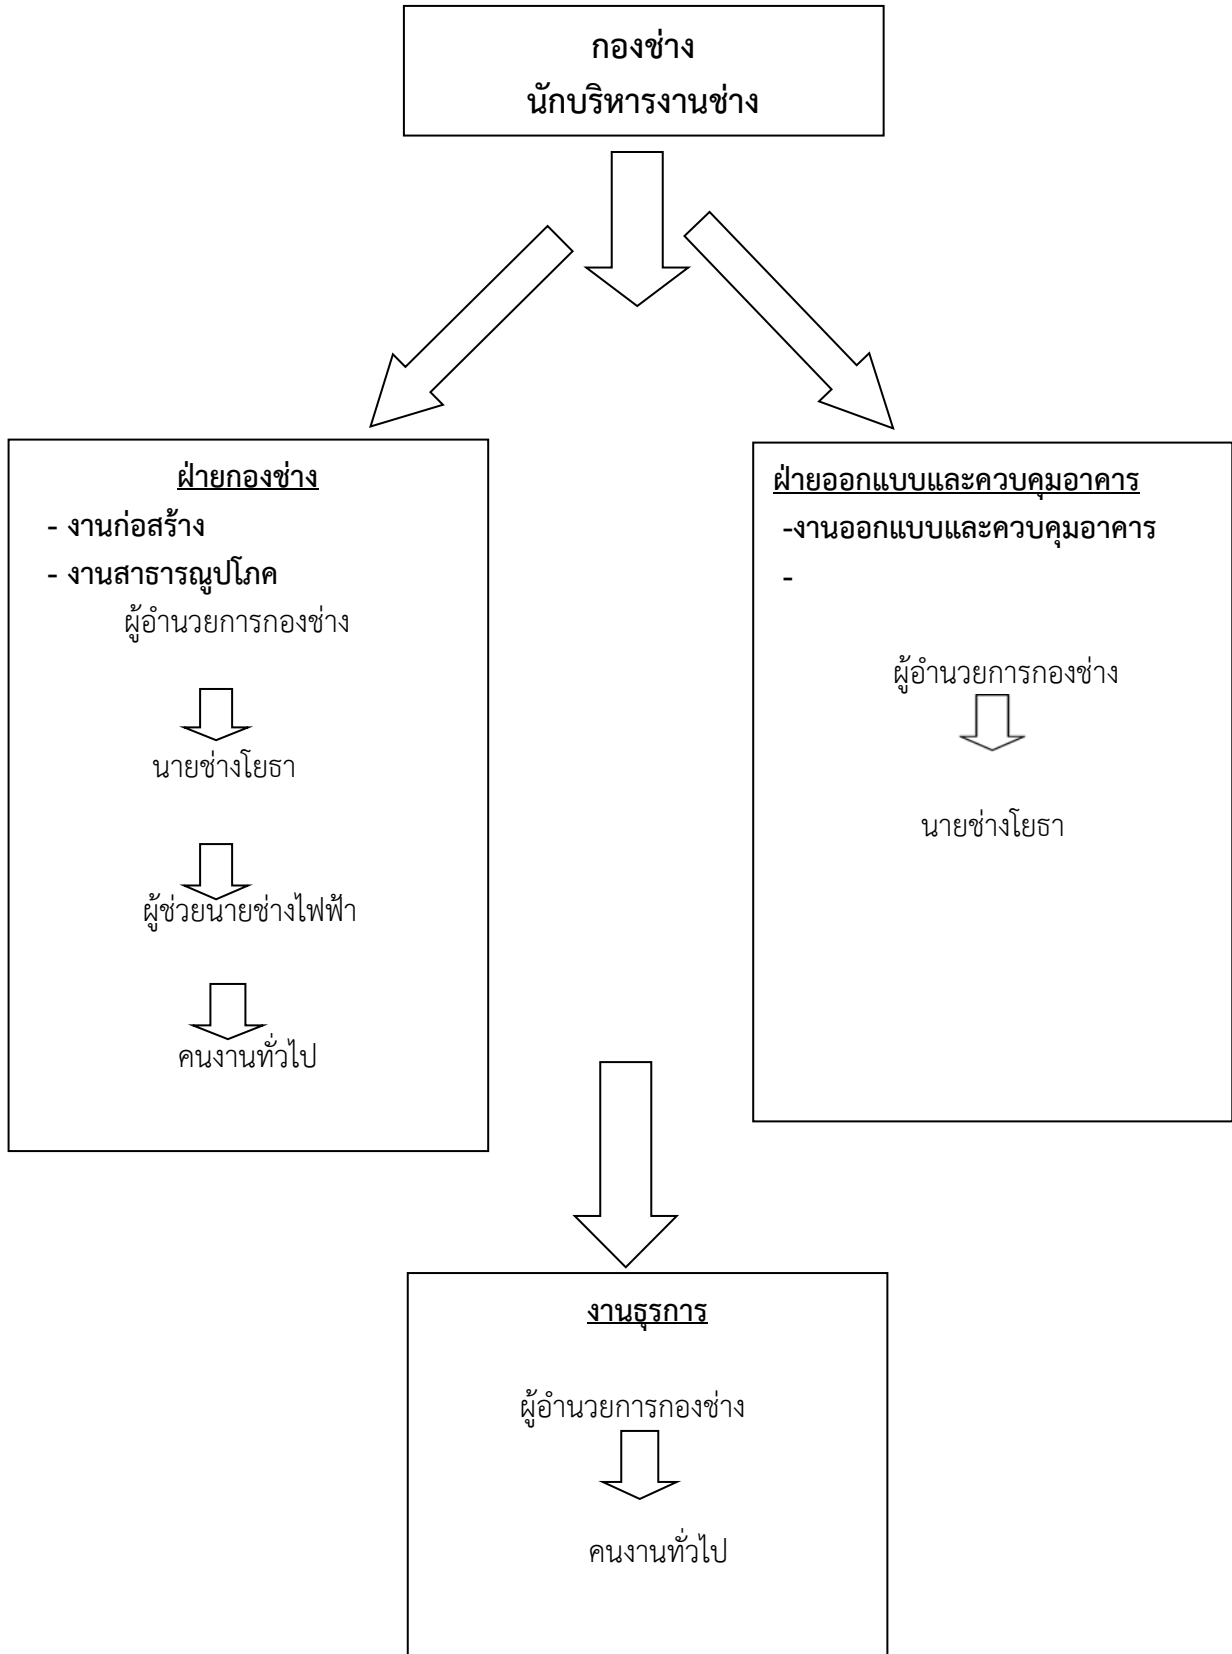 กองช่าง
นักบริหารงานช่าง
ฝ่ายกองช่าง
- งานก่อสร้าง
- งานสาธารณูปโภค
ผู้อำนวยการกองช่าง
นายช่างโยธา
ผู้ช่วยนายช่างไฟฟ้า
คนงานทั่วไป
ฝ่ายออกแบบและควบคุมอาคาร
-งานออกแบบและควบคุมอาคาร
-
ผู้อำนวยการกองช่าง
นายช่างโยธา
งานธุรการ
ผู้อำนวยการกองช่าง
คนงานทั่วไป